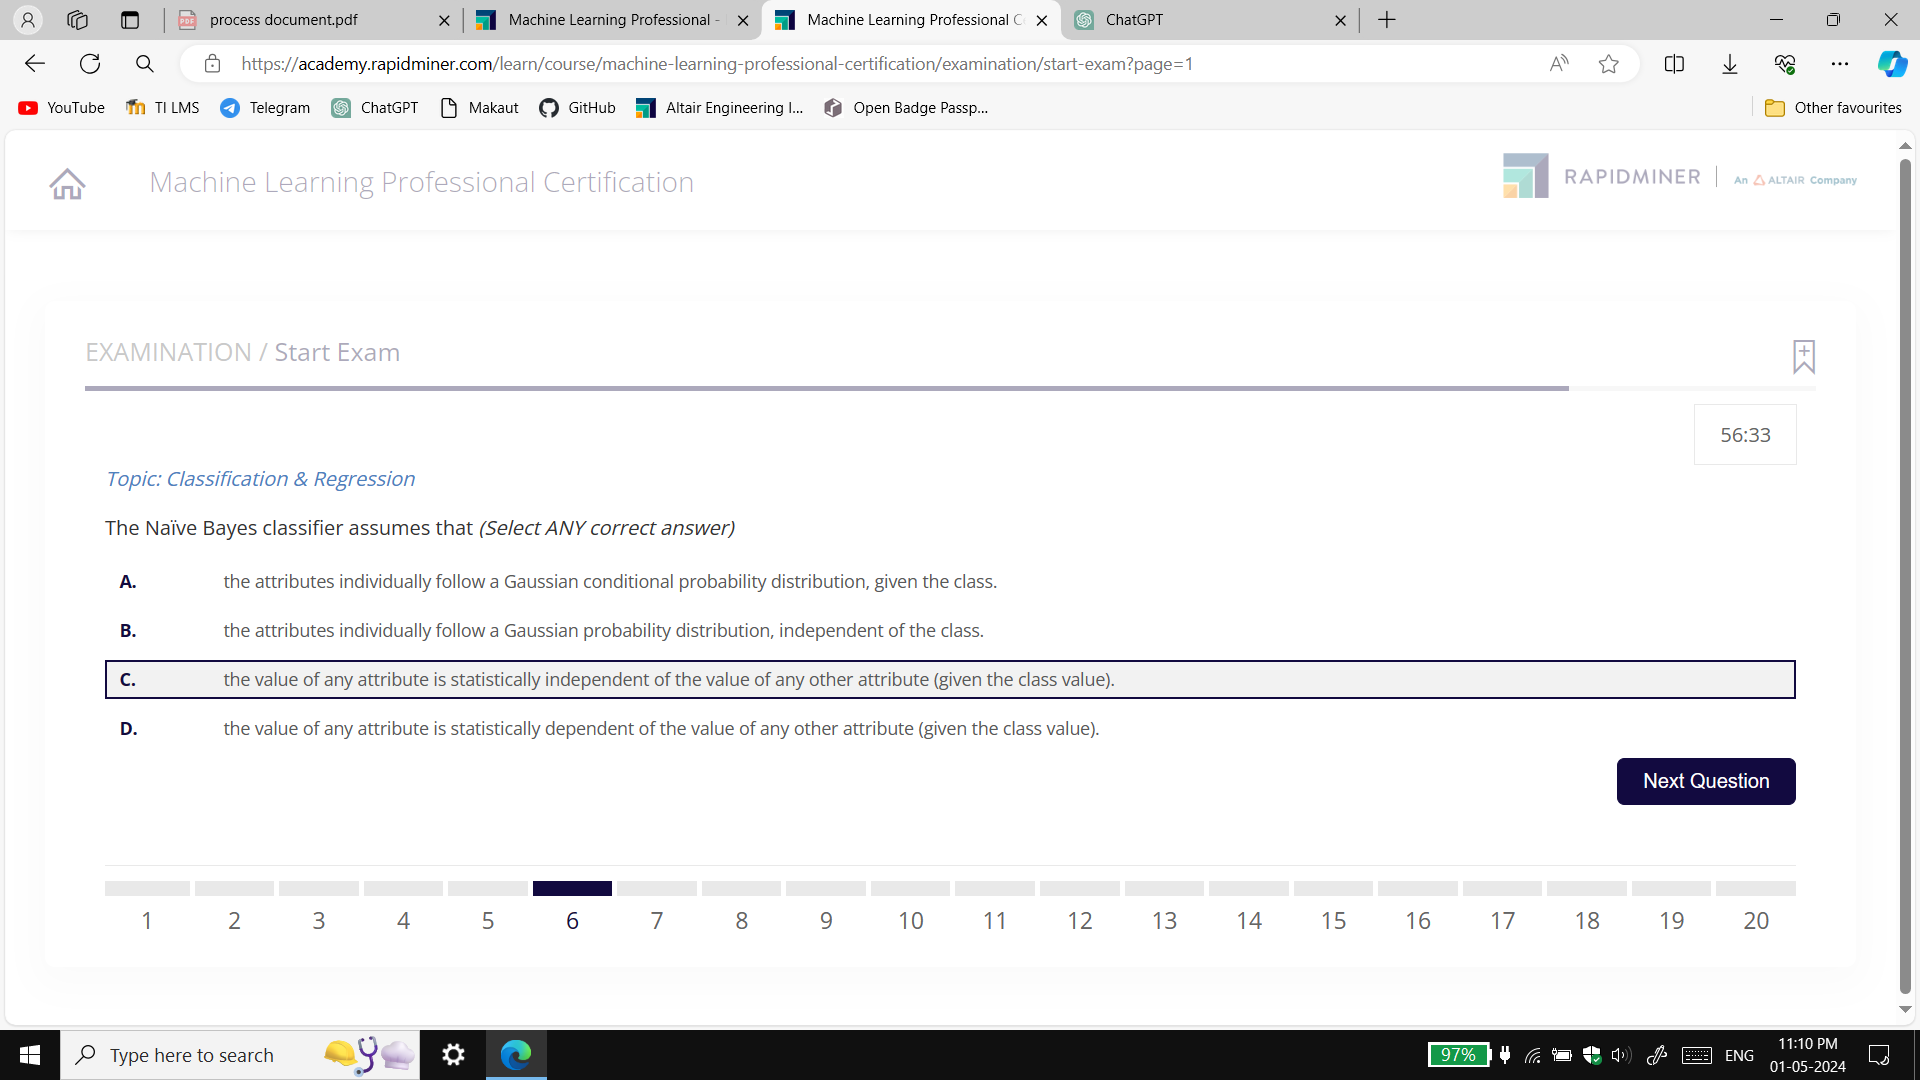 process document.pdf
Machine Learning Professional -
Machine Learning Professional C
ChatGPT
https://academy.rapidminer.com/learn/course/machine-learning-professional-certification/examination/start-exam?page=1
YouTube
TI LMS
Telegram
ChatGPT
Makaut
GitHub
Altair Engineering I...
Open Badge Passp...
Other favourites
Machine Learning Professional Certification
RAPIDMINER
An ALTAIR Company
EXAMINATION / Start Exam
56:33
Topic: Classification & Regression
The Naïve Bayes classifier assumes that (Select ANY correct answer)
A. the attributes individually follow a Gaussian conditional probability distribution, given the class.
B. the attributes individually follow a Gaussian probability distribution, independent of the class.
C. the value of any attribute is statistically independent of the value of any other attribute (given the class value).
D. the value of any attribute is statistically dependent of the value of any other attribute (given the class value).
Next Question
1 2 3 4 5 6 7 8 9 10 11 12 13 14 15 16 17 18 19 20
Type here to search
97%
ENG
11:10 PM
01-05-2024